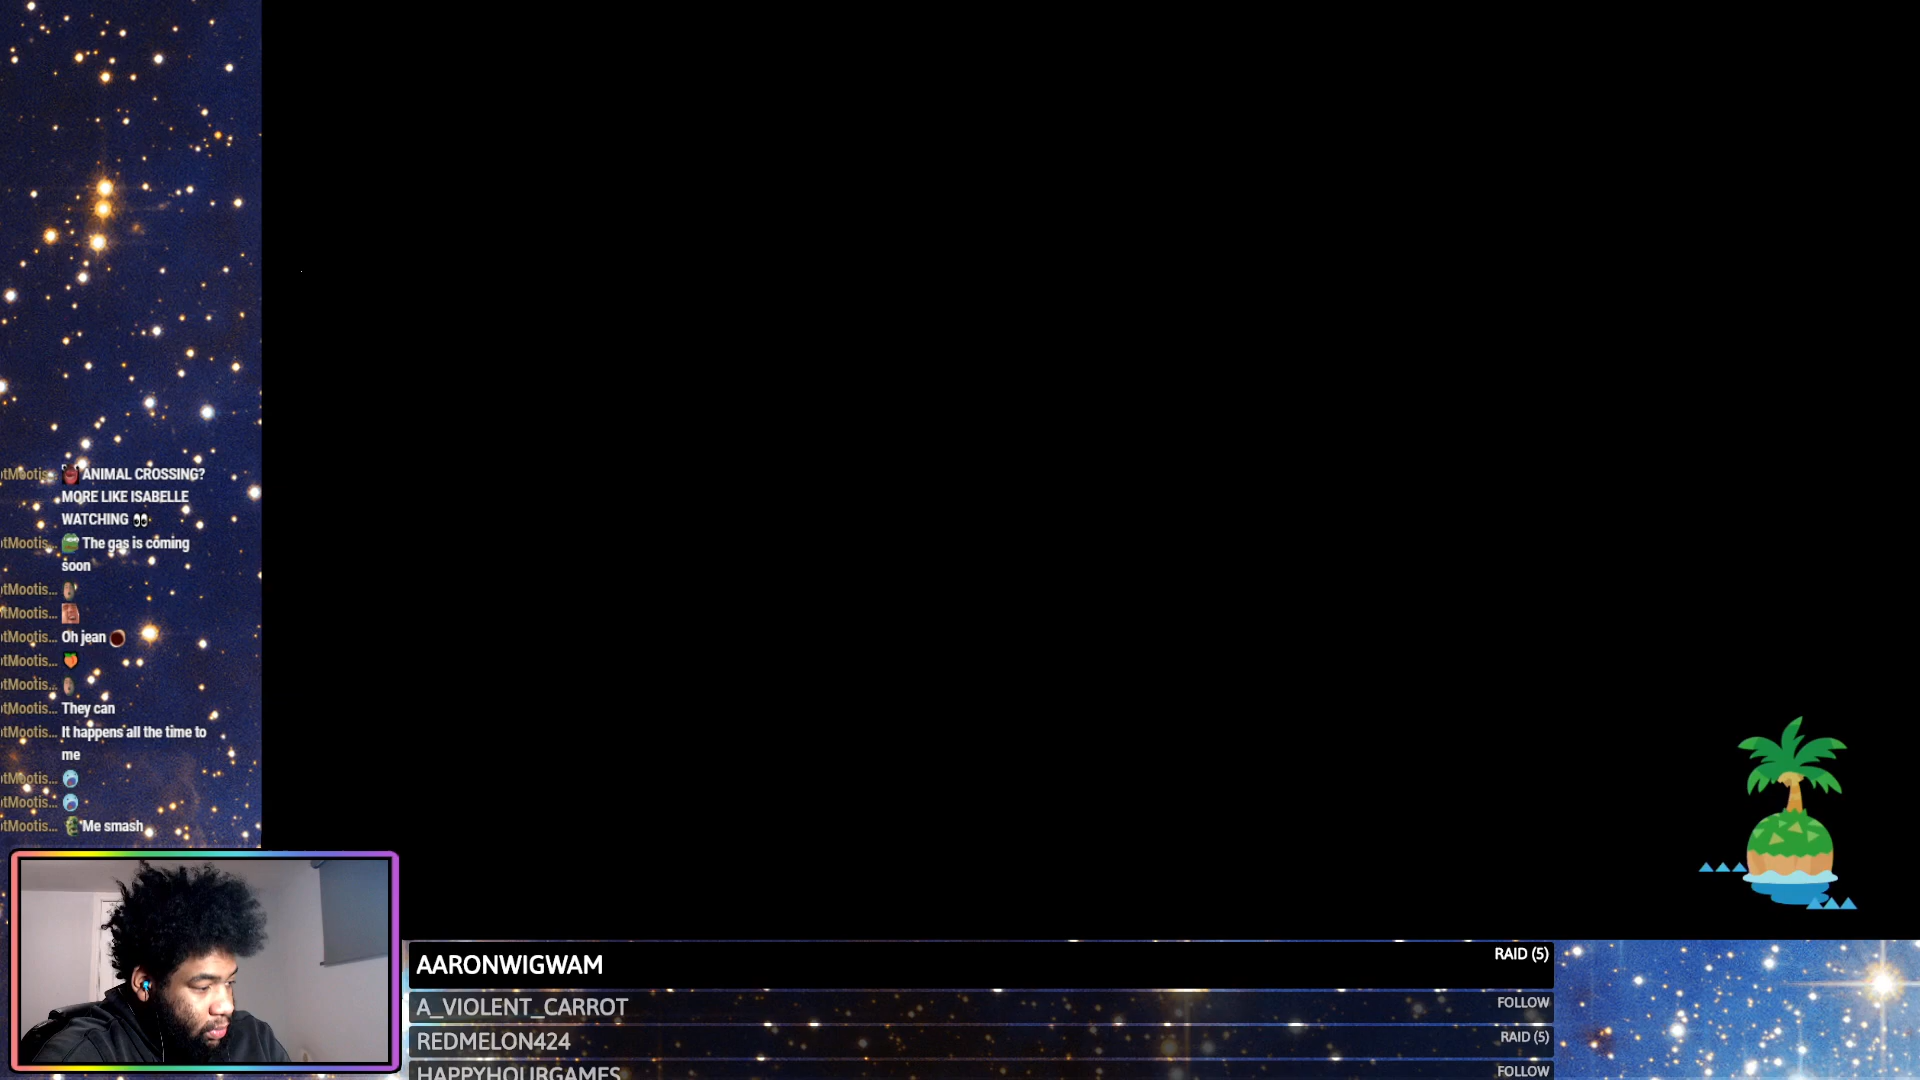 tMootis... ANIMAL CROSSING?
MORE LIKE ISABELLE
WATCHING 👀
tMootis... The gas is coming
soon
tMootis...
tMootis...
tMootis... Oh jean
tMootis... 🍑
tMootis...
tMootis... They can
tMootis... It happens all the time to
me
tMootis...
tMootis...
tMootis... Me smash
AARONWIGWAM RAID (5)
A_VIOLENT_CARROT FOLLOW
REDMELON424 RAID (5)
HAPPYHOURGAMES FOLLOW